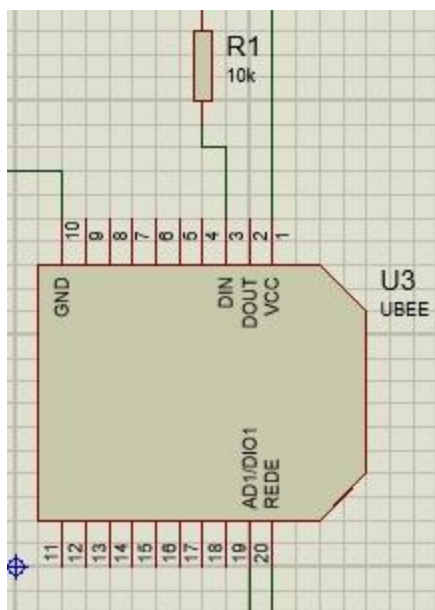 R1
10k
10 9 8 7 6 5 4 3 2 1
GND DIN DOUT VCC
U3
UBEE
AD1/DIO1 REDE
11 12 13 14 15 16 17 18 19 20